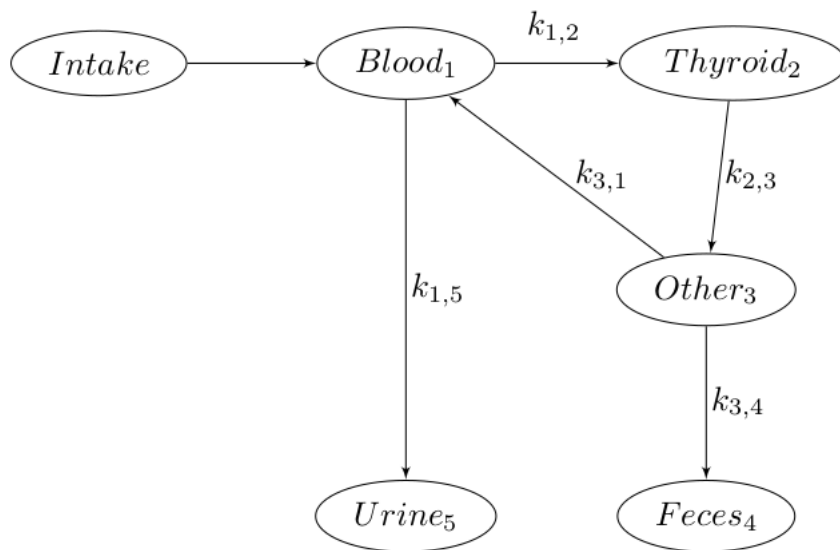 Intake
Blood₁
k₁,₂
Thyroid₂
k₃,₁
k₂,₃
Other₃
k₁,₅
k₃,₄
Urine₅
Feces₄